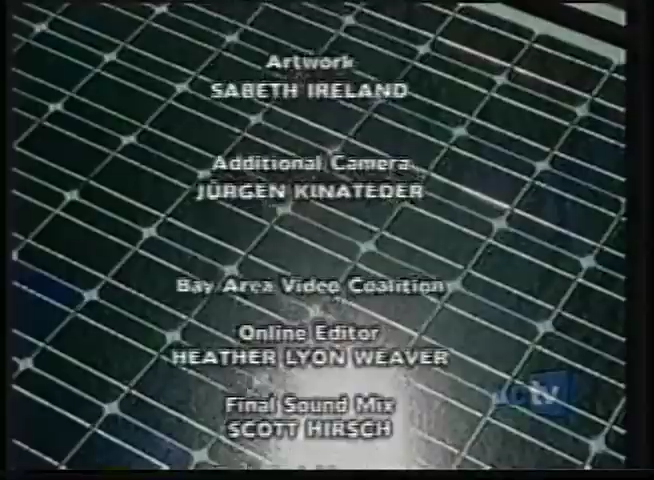 Artwork
SABETH IRELAND
Additional Camera
JÜRGEN KINATEDER
Bay Area Video Coalition
Online Editor
HEATHER LYON WEAVER
Final Sound Mix
SCOTT HIRSCH